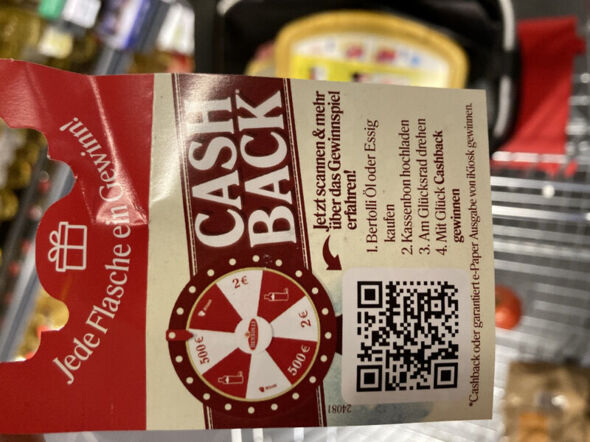 Jede Flasche ein Gewinn!
CASH
BACK*
Jetzt scannen & mehr
über das Gewinnspiel
erfahren!
1. Bertolli Öl oder Essig
kaufen
2. Kassenbon hochladen
3. Am Glücksrad drehen
4. Mit Glück Cashback
gewinnen
2€
2€
500€
500€
BERTOLLI
24081
*Cashback oder garantiert e-Paper Ausgabe von iKiosk gewinnen.